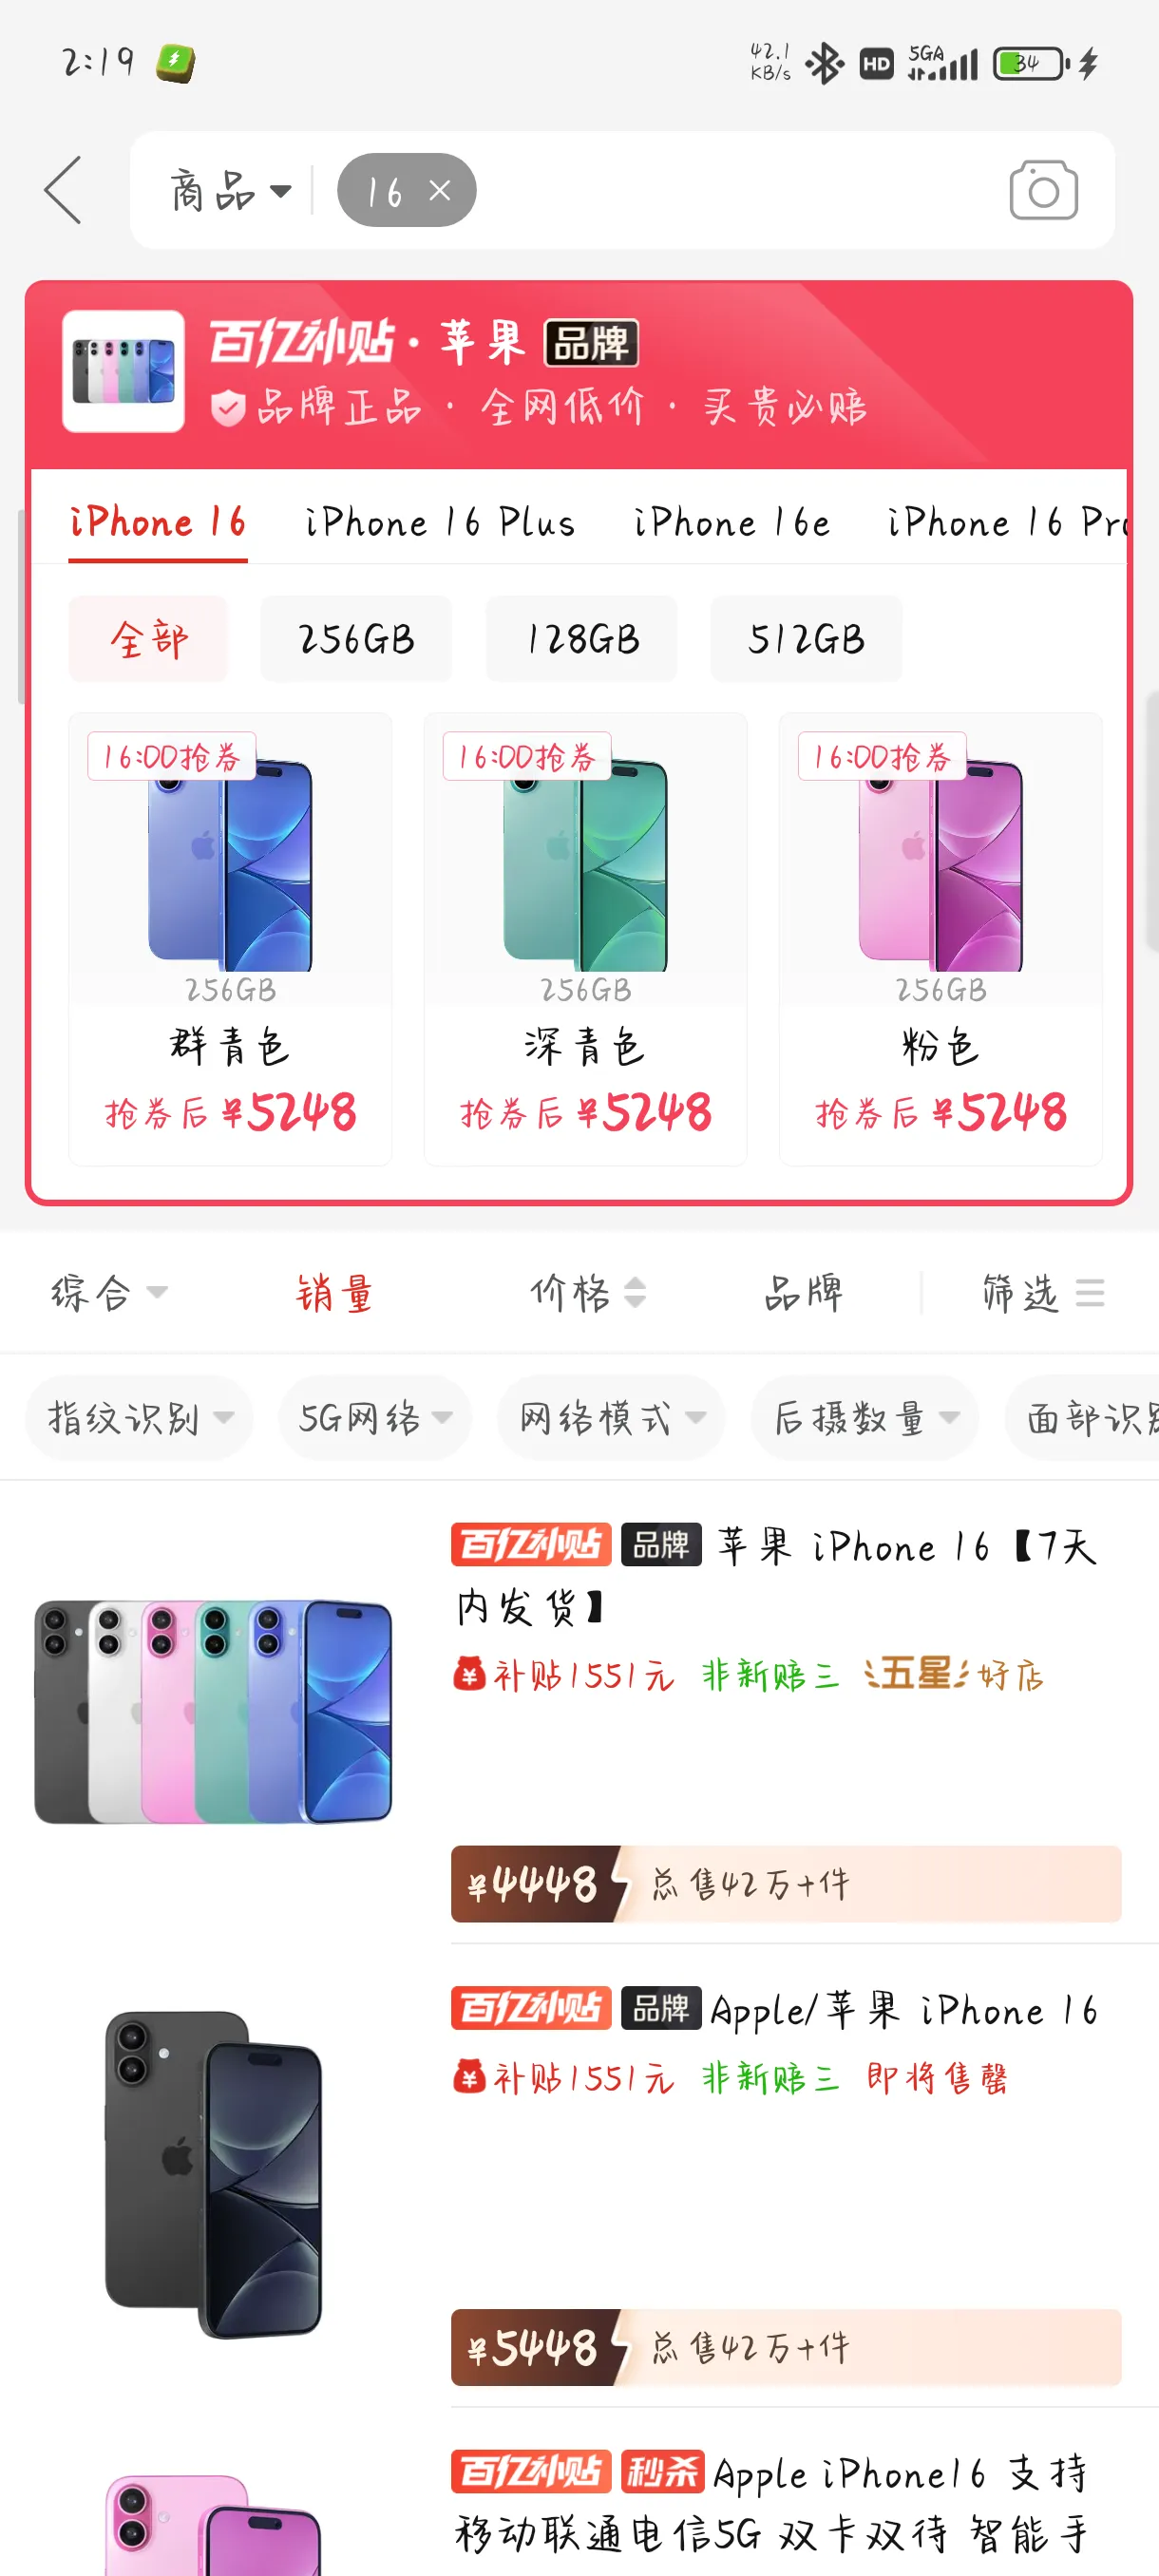 2:19 42.1 KB/s HD 5GA 34
商品 16 ×
百亿补贴·苹果 品牌
品牌正品 · 全网低价 · 买贵必赔
iPhone 16 iPhone 16 Plus iPhone 16e iPhone 16 Pro
全部 256GB 128GB 512GB
16:00抢券 16:00抢券 16:00抢券
256GB 256GB 256GB
群青色 深青色 粉色
抢券后 ¥5248 抢券后 ¥5248 抢券后 ¥5248
综合 销量 价格 品牌 筛选
指纹识别 5G网络 网络模式 后摄数量 面部识别
百亿补贴 品牌 苹果 iPhone 16【7天
内发货】
补贴1551元 非新赔三 五星好店
¥4448 总售42万+件
百亿补贴 品牌 Apple/苹果 iPhone 16
补贴1551元 非新赔三 即将售罄
¥5448 总售42万+件
百亿补贴 秒杀 Apple iPhone16 支持
移动联通电信5G 双卡双待 智能手